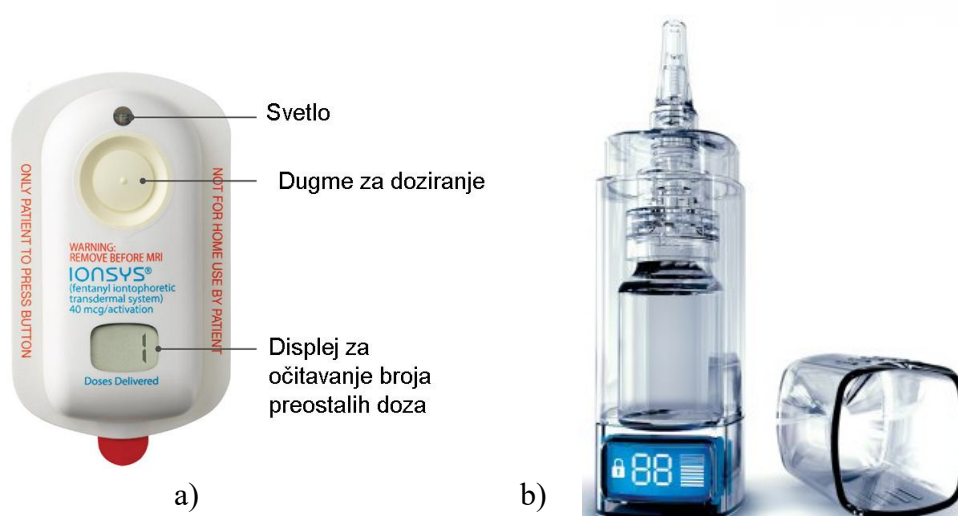 Svetlo
Dugme za doziranje
ONLY PATIENT TO PRESS BUTTON
NOT FOR HOME USE BY PATIENT
WARNING:
REMOVE BEFORE MRI
IONSYS®
(fentanyl iontophoretic
transdermal system)
40 mcg/activation
1
Displej za
očitavanje broja
preostalih doza
Doses Delivered
88
a)
b)